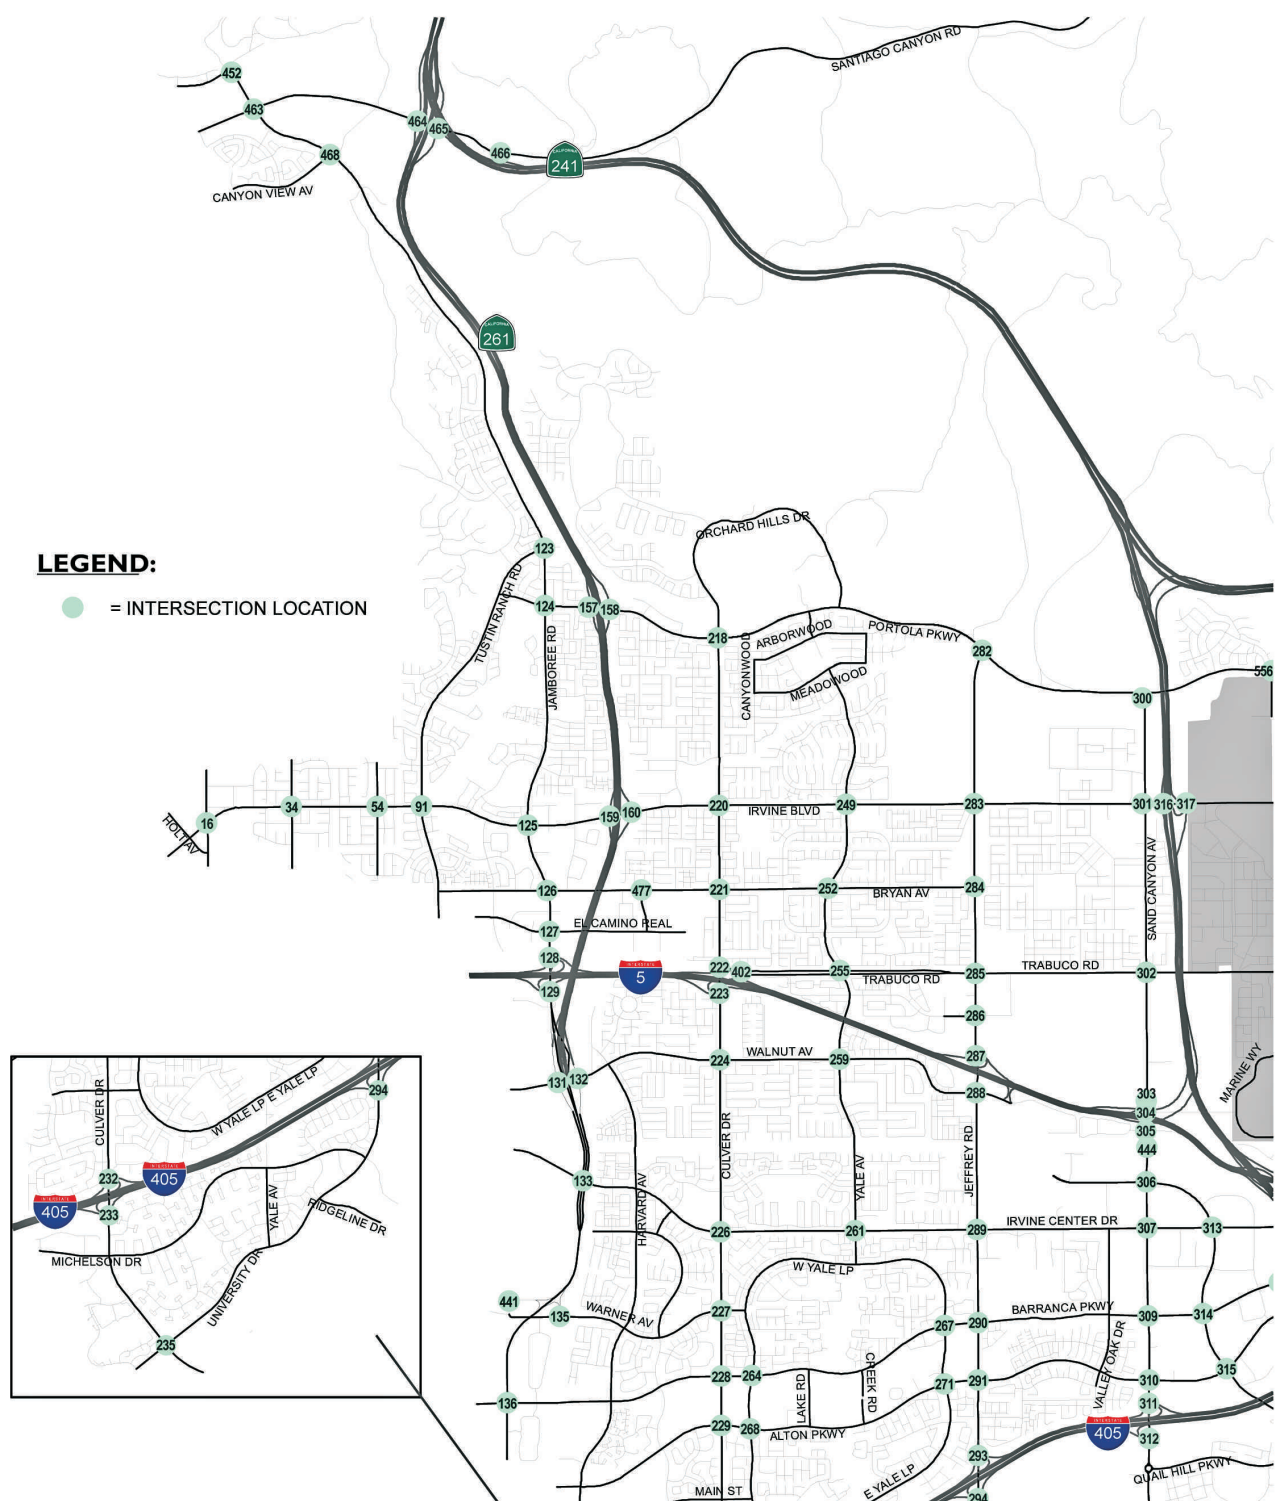 SANTIAGO CANYON RD
452
463
464
465
466
468
CALIFORNIA
241
CANYON VIEW AV
CALIFORNIA
261
ORCHARD HILLS DR
123
LEGEND:
= INTERSECTION LOCATION
TUSTIN RANCH RD
124
157
158
JAMBOREE RD
218
ARBORWOOD
PORTOLA PKWY
282
CANYONWOOD
MEADOWOOD
556
300
16
34
54
91
125
159
160
220
IRVINE BLVD
249
283
301
316
317
HOLT AV
SAND CANYON AV
126
477
221
252
BRYAN AV
284
127
EL CAMINO REAL
128
INTERSTATE
5
222
402
255
TRABUCO RD
285
TRABUCO RD
302
129
223
286
224
WALNUT AV
259
287
288
131
132
303
304
305
444
MARINE WY
CULVER DR
W YALE LP
E YALE LP
294
CULVER DR
JEFFREY RD
YALE AV
HARVARD AV
133
306
232
INTERSTATE
405
INTERSTATE
405
233
YALE AV
RIDGELINE DR
MICHELSON DR
UNIVERSITY DR
235
226
261
289
IRVINE CENTER DR
307
313
W YALE LP
441
135
WARNER AV
227
267
290
BARRANCA PKWY
309
314
VALLEY OAK DR
136
228
264
LAKE RD
CREEK RD
271
291
310
315
311
229
268
ALTON PKWY
INTERSTATE
405
312
293
QUAIL HILL PKWY
MAIN ST
E YALE LP
294